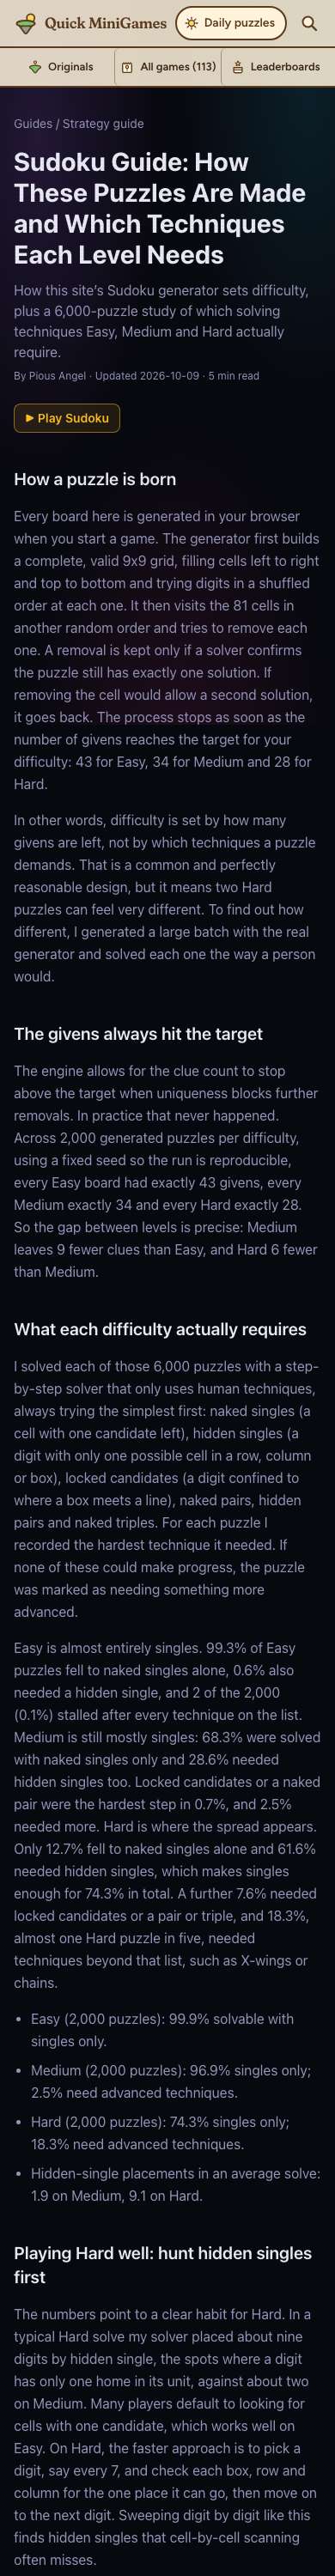 Quick MiniGames
Daily puzzles
Originals
All games (113)
Leaderboards
Guides / Strategy guide
Sudoku Guide: How
These Puzzles Are Made
and Which Techniques
Each Level Needs
How this site's Sudoku generator sets difficulty,
plus a 6,000-puzzle study of which solving
techniques Easy, Medium and Hard actually
require.
By Pious Angel · Updated 2026-10-09 · 5 min read
Play Sudoku
How a puzzle is born
Every board here is generated in your browser
when you start a game. The generator first builds
a complete, valid 9x9 grid, filling cells left to right
and top to bottom and trying digits in a shuffled
order at each one. It then visits the 81 cells in
another random order and tries to remove each
one. A removal is kept only if a solver confirms
the puzzle still has exactly one solution. If
removing the cell would allow a second solution,
it goes back. The process stops as soon as the
number of givens reaches the target for your
difficulty: 43 for Easy, 34 for Medium and 28 for
Hard.
In other words, difficulty is set by how many
givens are left, not by which techniques a puzzle
demands. That is a common and perfectly
reasonable design, but it means two Hard
puzzles can feel very different. To find out how
different, I generated a large batch with the real
generator and solved each one the way a person
would.
The givens always hit the target
The engine allows for the clue count to stop
above the target when uniqueness blocks further
removals. In practice that never happened.
Across 2,000 generated puzzles per difficulty,
using a fixed seed so the run is reproducible,
every Easy board had exactly 43 givens, every
Medium exactly 34 and every Hard exactly 28.
So the gap between levels is precise: Medium
leaves 9 fewer clues than Easy, and Hard 6 fewer
than Medium.
What each difficulty actually requires
I solved each of those 6,000 puzzles with a step-
by-step solver that only uses human techniques,
always trying the simplest first: naked singles (a
cell with one candidate left), hidden singles (a
digit with only one possible cell in a row, column
or box), locked candidates (a digit confined to
where a box meets a line), naked pairs, hidden
pairs and naked triples. For each puzzle I
recorded the hardest technique it needed. If
none of these could make progress, the puzzle
was marked as needing something more
advanced.
Easy is almost entirely singles. 99.3% of Easy
puzzles fell to naked singles alone, 0.6% also
needed a hidden single, and 2 of the 2,000
(0.1%) stalled after every technique on the list.
Medium is still mostly singles: 68.3% were solved
with naked singles only and 28.6% needed
hidden singles too. Locked candidates or a naked
pair were the hardest step in 0.7%, and 2.5%
needed more. Hard is where the spread appears.
Only 12.7% fell to naked singles alone and 61.6%
needed hidden singles, which makes singles
enough for 74.3% in total. A further 7.6% needed
locked candidates or a pair or triple, and 18.3%,
almost one Hard puzzle in five, needed
techniques beyond that list, such as X-wings or
chains.
• Easy (2,000 puzzles): 99.9% solvable with
singles only.
• Medium (2,000 puzzles): 96.9% singles only;
2.5% need advanced techniques.
• Hard (2,000 puzzles): 74.3% singles only;
18.3% need advanced techniques.
• Hidden-single placements in an average solve:
1.9 on Medium, 9.1 on Hard.
Playing Hard well: hunt hidden singles
first
The numbers point to a clear habit for Hard. In a
typical Hard solve my solver placed about nine
digits by hidden single, the spots where a digit
has only one home in its unit, against about two
on Medium. Many players default to looking for
cells with one candidate, which works well on
Easy. On Hard, the faster approach is to pick a
digit, say every 7, and check each box, row and
column for the one place it can go, then move on
to the next digit. Sweeping digit by digit like this
finds hidden singles that cell-by-cell scanning
often misses.